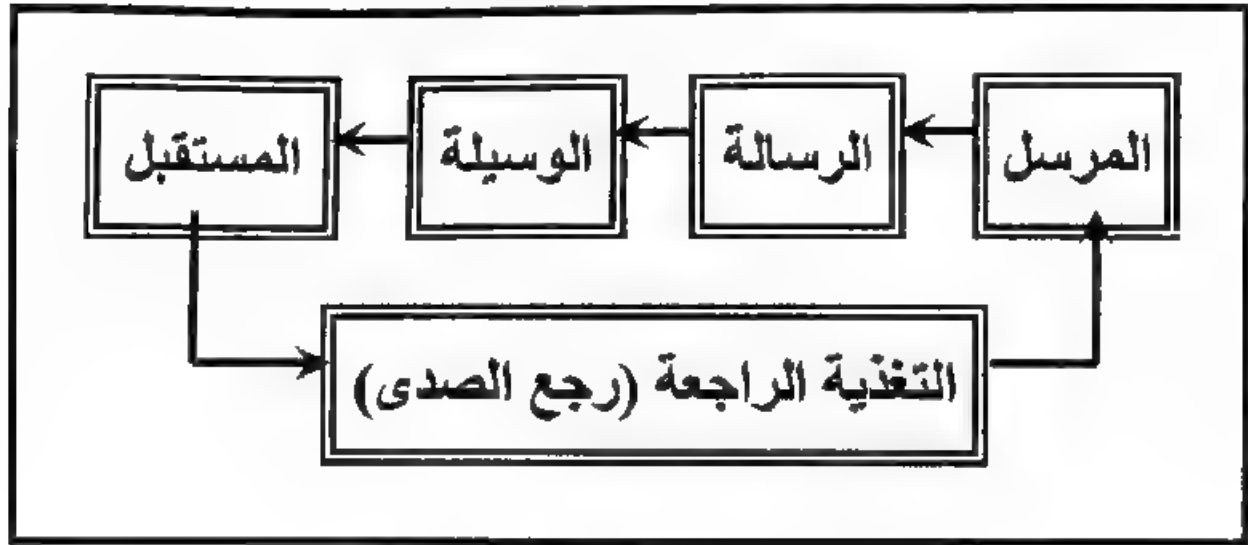 المرسل
الرسالة
الوسيلة
المستقبل
التغذية الراجعة (رجع الصدى)